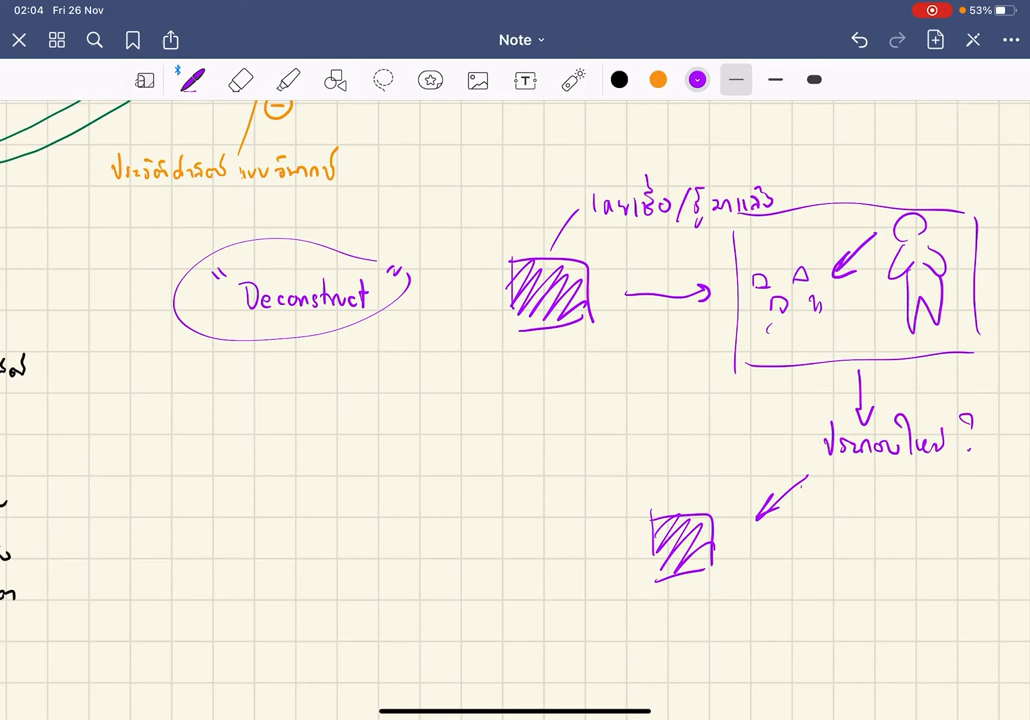 02:04 Fri 26 Nov
53%
Note
ประวัติศาสตร์ แบบวิพากษ์
เคยเชื่อ/รู้มาแล้ว
"Deconstruct"
ประกอบใหม่?